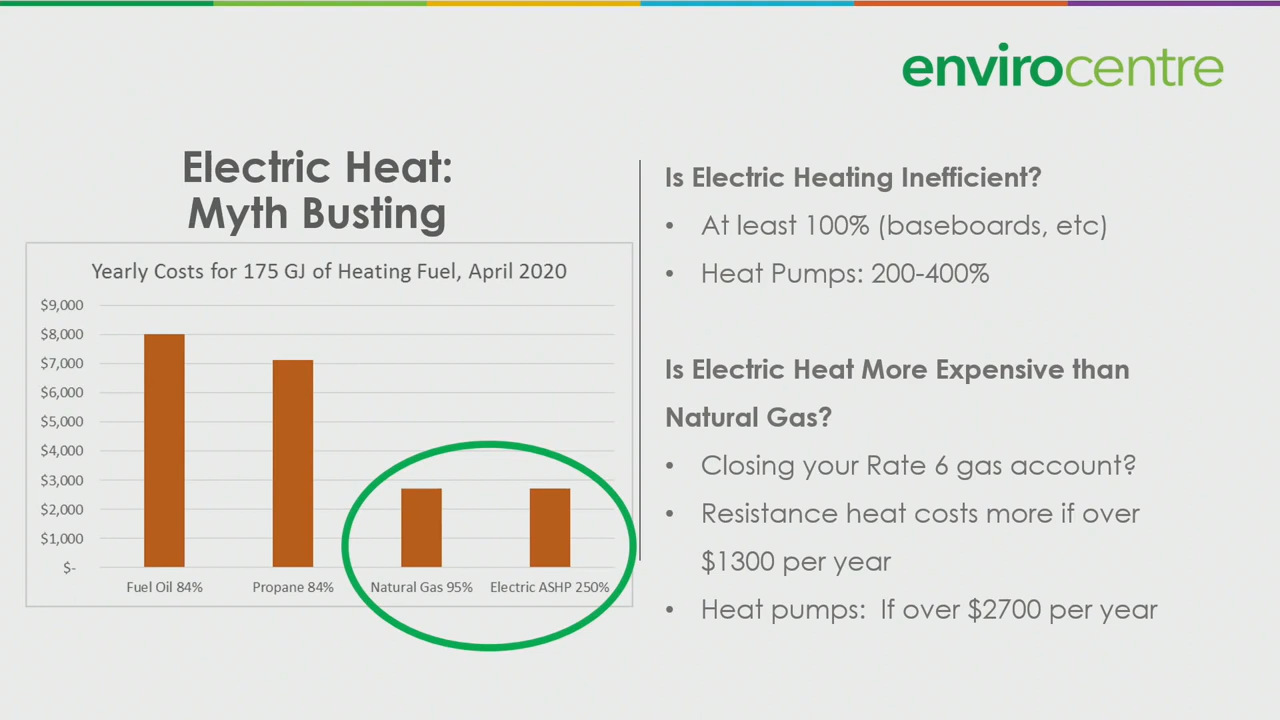 envirocentre
Electric Heat:
Myth Busting
Yearly Costs for 175 GJ of Heating Fuel, April 2020
$9,000
$8,000
$7,000
$6,000
$5,000
$4,000
$3,000
$2,000
$1,000
$-
Fuel Oil 84% Propane 84% Natural Gas 95% Electric ASHP 250%
Is Electric Heating Inefficient?
• At least 100% (baseboards, etc)
• Heat Pumps: 200-400%
Is Electric Heat More Expensive than
Natural Gas?
• Closing your Rate 6 gas account?
• Resistance heat costs more if over
$1300 per year
• Heat pumps: If over $2700 per year